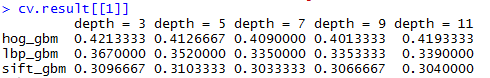 > cv.result[[1]]
depth = 3 depth = 5 depth = 7 depth = 9 depth = 11
hog_gbm 0.4213333 0.4126667 0.4090000 0.4013333 0.4193333
lbp_gbm 0.3670000 0.3520000 0.3350000 0.3353333 0.3390000
sift_gbm 0.3096667 0.3103333 0.3033333 0.3066667 0.3040000